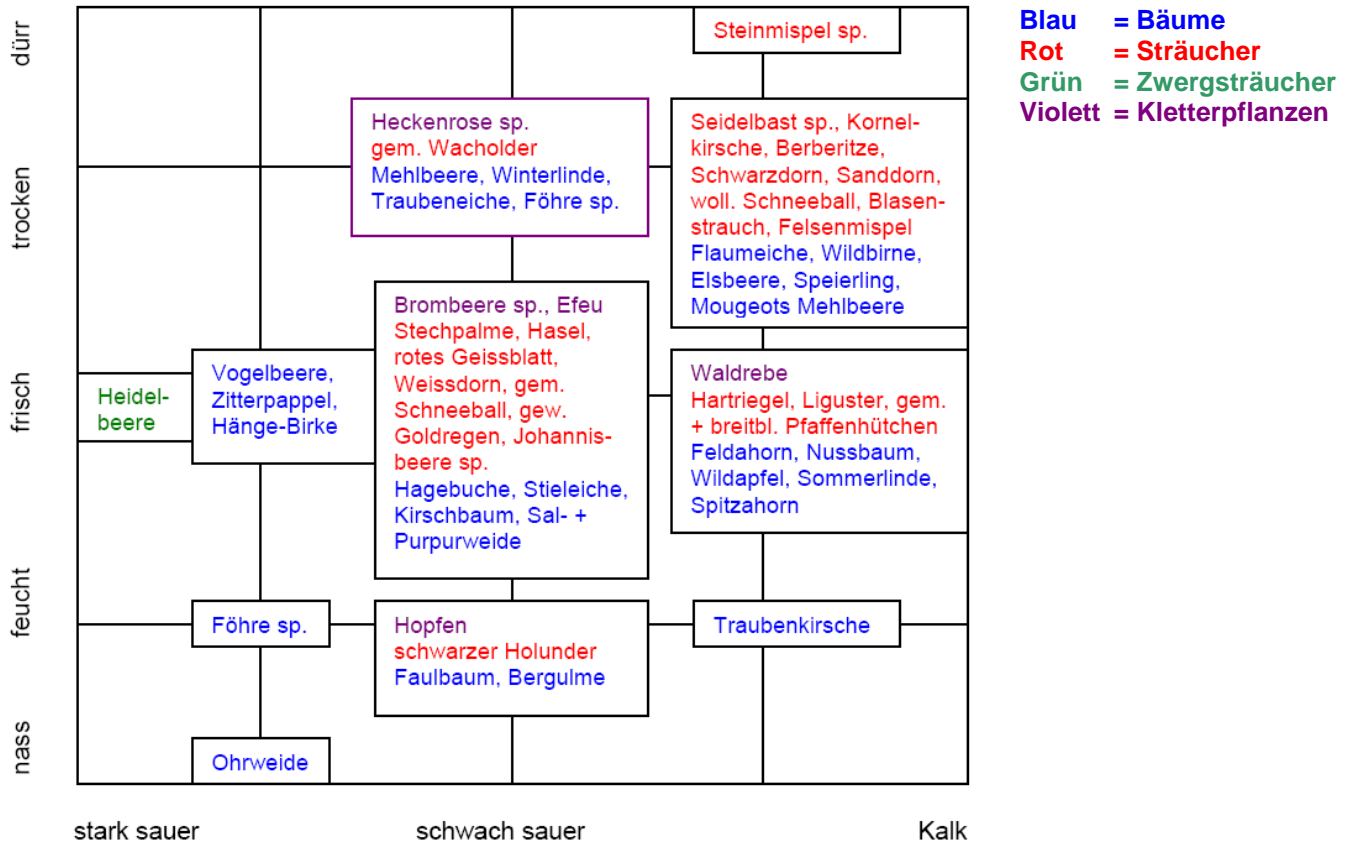 dürr
trocken
frisch
feucht
nass
Steinmispel sp.
Heckenrose sp.
gem. Wacholder
Mehlbeere, Winterlinde,
Traubeneiche, Föhre sp.
Seidelbast sp., Kornel-
kirsche, Berberitze,
Schwarzdorn, Sanddorn,
woll. Schneeball, Blasen-
strauch, Felsenmispel
Flaumeiche, Wildbirne,
Elsbeere, Speierling,
Mougeots Mehlbeere
Heidel-
beere
Vogelbeere,
Zitterpappel,
Hänge-Birke
Brombeere sp., Efeu
Stechpalme, Hasel,
rotes Geissblatt,
Weissdorn, gem.
Schneeball, gew.
Goldregen, Johannis-
beere sp.
Hagebuche, Stieleiche,
Kirschbaum, Sal- +
Purpurweide
Waldrebe
Hartriegel, Liguster, gem.
+ breitbl. Pfaffenhütchen
Feldahorn, Nussbaum,
Wildapfel, Sommerlinde,
Spitzahorn
Föhre sp.
Hopfen
schwarzer Holunder
Faulbaum, Bergulme
Traubenkirsche
Ohrweide
stark sauer
schwach sauer
Kalk
Blau = Bäume
Rot = Sträucher
Grün = Zwergsträucher
Violett = Kletterpflanzen